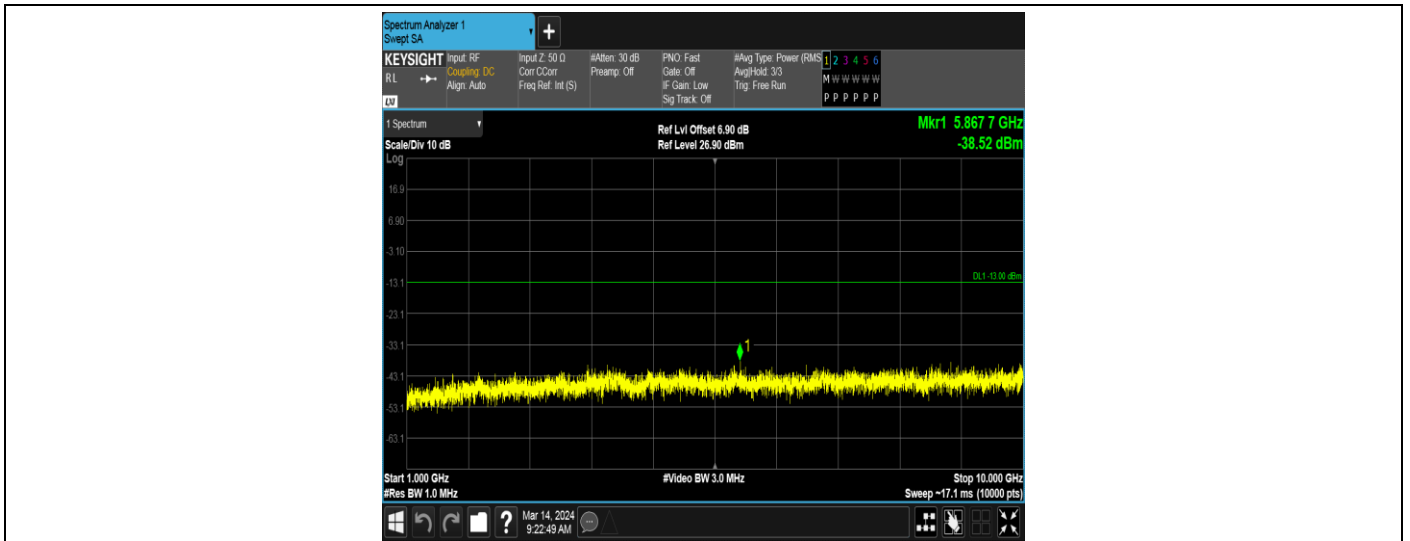 Spectrum Analyzer 1
Swept SA
+
KEYSIGHT
RL
LXI
Input: RF
Coupling: DC
Align: Auto
Input Z: 50 Ω
Corr CCorr
Freq Ref: Int (S)
#Atten: 30 dB
Preamp: Off
PNO: Fast
Gate: Off
IF Gain: Low
Sig Track: Off
#Avg Type: Power (RMS
Avg|Hold: 3/3
Trig: Free Run
1 2 3 4 5 6
M W W W W W
P P P P P P
1 Spectrum
Scale/Div 10 dB
Ref Lvl Offset 6.90 dB
Ref Level 26.90 dBm
Mkr1 5.867 7 GHz
-38.52 dBm
Log
16.9
6.90
-3.10
-13.1
DL1 -13.00 dBm
-23.1
-33.1
1
-43.1
-53.1
-63.1
Start 1.000 GHz
#Video BW 3.0 MHz
Stop 10.000 GHz
#Res BW 1.0 MHz
Sweep ~17.1 ms (10000 pts)
?
Mar 14, 2024
9:22:49 AM